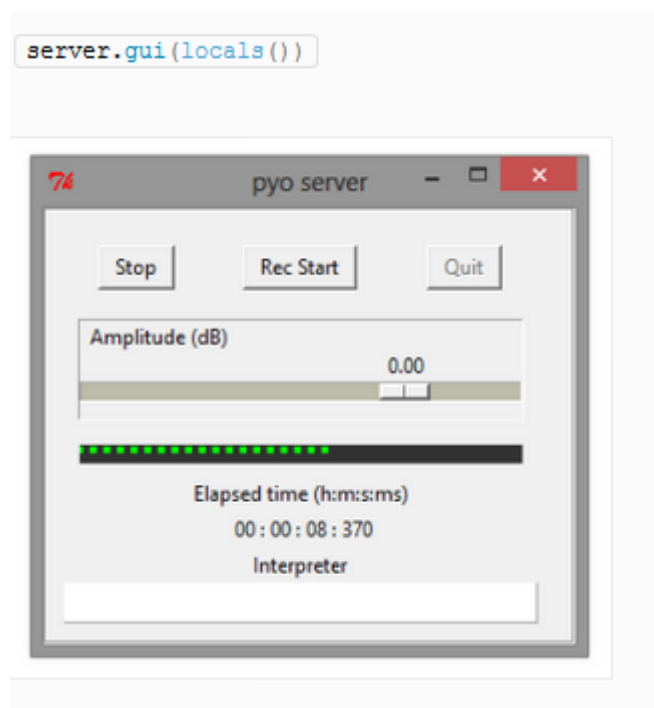 server.gui(locals())
pyo server
Stop Rec Start Quit
Amplitude (dB)
0.00
Elapsed time (h:m:s:ms)
00 : 00 : 08 : 370
Interpreter